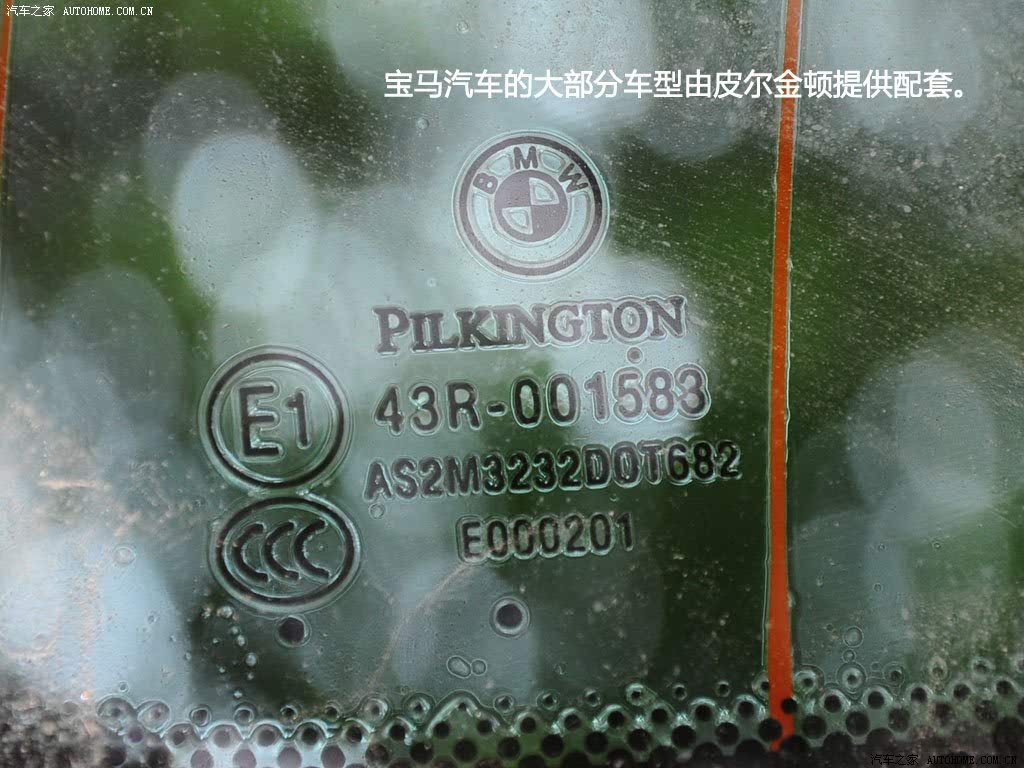 汽车之家 AUTOHOME.COM.CN
宝马汽车的大部分车型由皮尔金顿提供配套。
BMW
PILKINGTON
E1 43R-001583
AS2M3232DOT682
CCC E000201
汽车之家 AUTOHOME.COM.CN